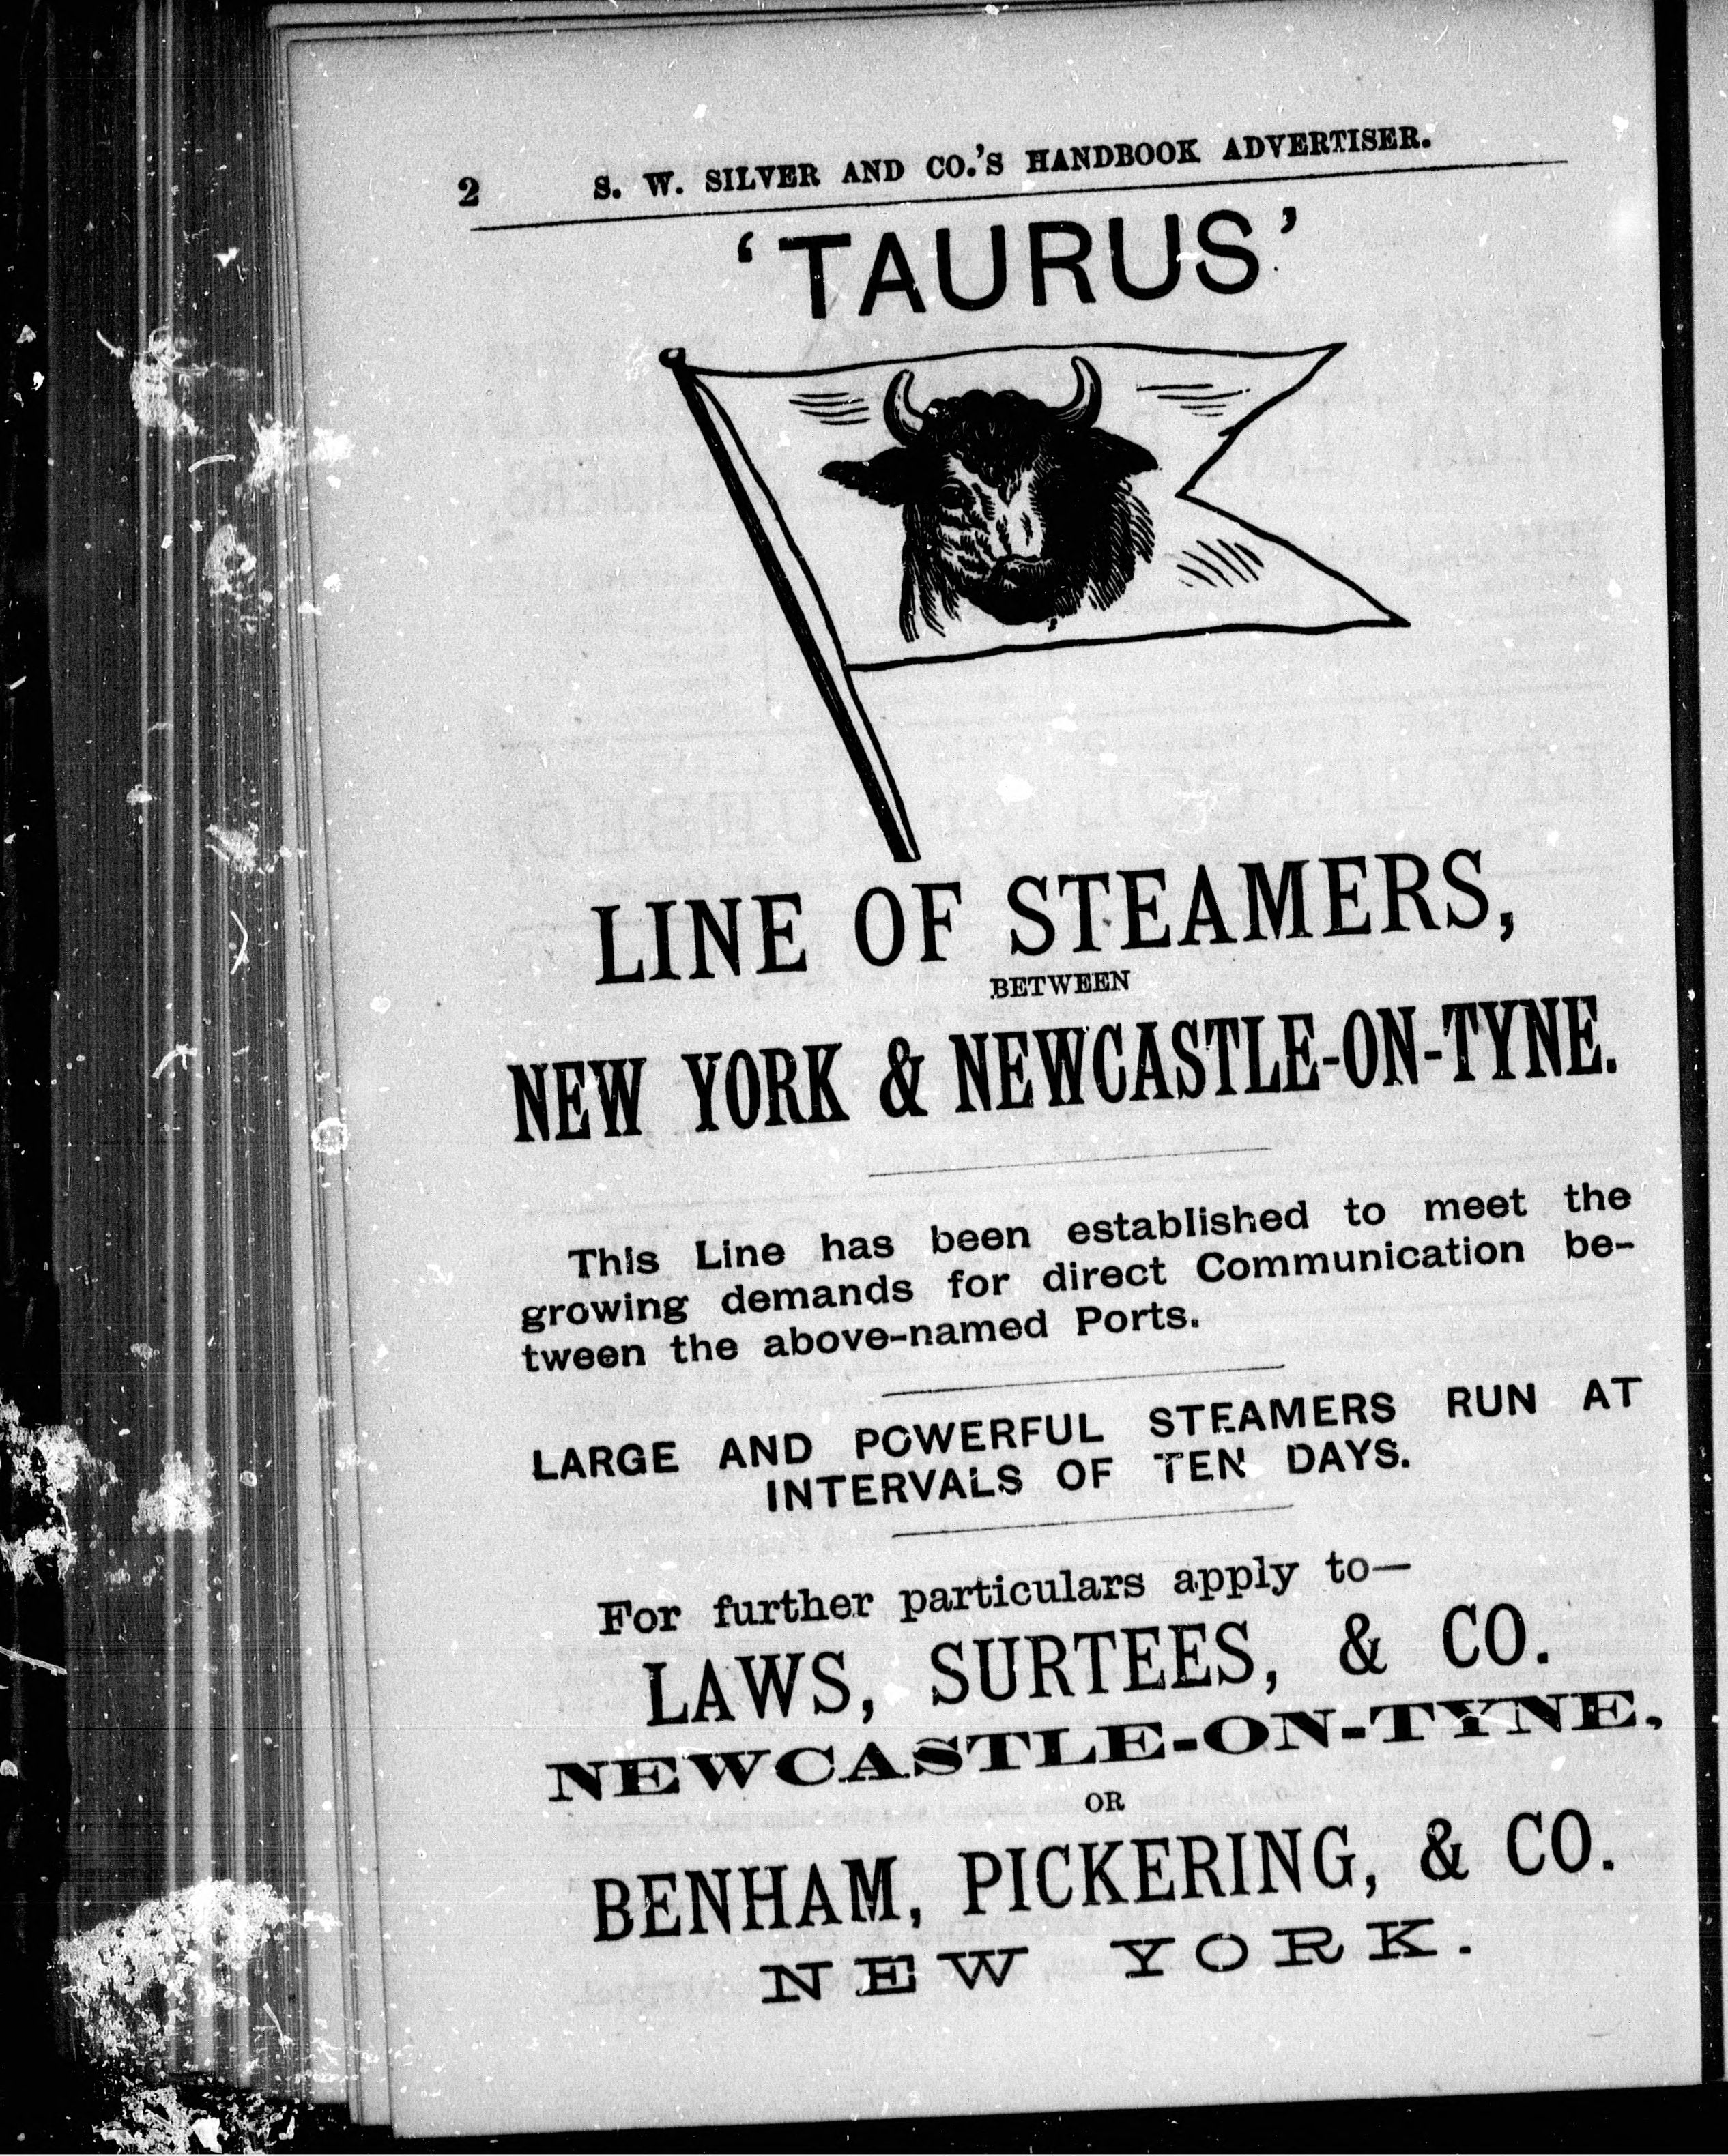 2 S. W. SILVER AND CO.'S HANDBOOK ADVERTISER.
'TAURUS'
LINE OF STEAMERS,
BETWEEN
NEW YORK & NEWCASTLE-ON-TYNE.
This Line has been established to meet the
growing demands for direct Communication be-
tween the above-named Ports.
LARGE AND POWERFUL STEAMERS RUN AT
INTERVALS OF TEN DAYS.
For further particulars apply to—
LAWS, SURTEES, & CO.
NEWCASTLE-ON-TYNE,
OR
BENHAM, PICKERING, & CO.
NEW YORK.